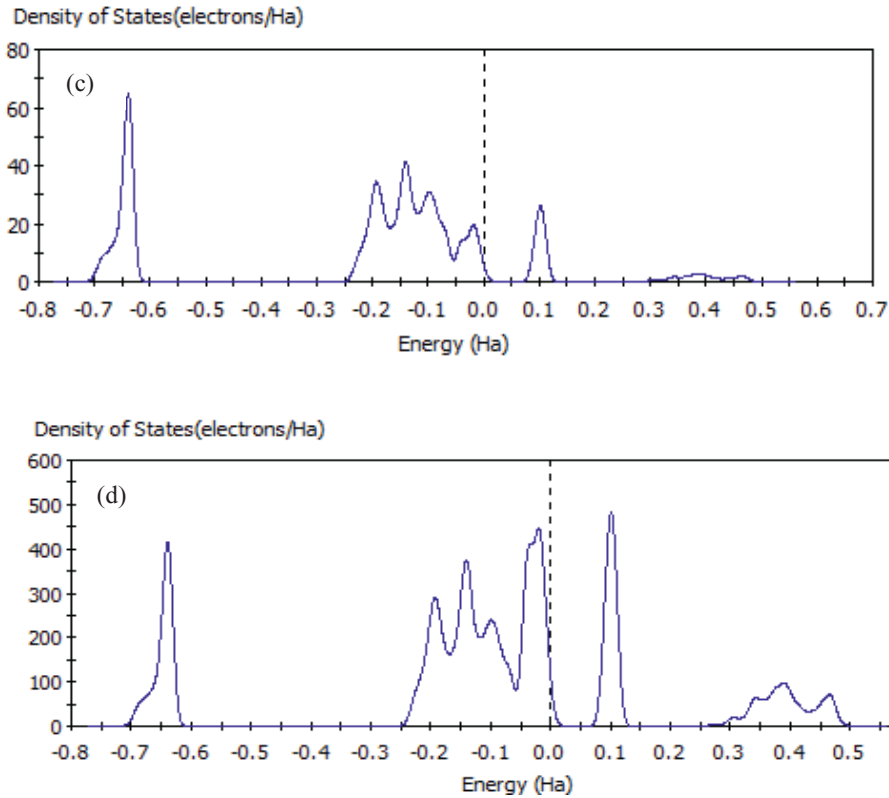 Density of States(electrons/Ha)
80
(c)
60
40
20
0
-0.8 -0.7 -0.6 -0.5 -0.4 -0.3 -0.2 -0.1 0.0 0.1 0.2 0.3 0.4 0.5 0.6 0.7
Energy (Ha)
Density of States(electrons/Ha)
600
(d)
500
400
300
200
100
0
-0.8 -0.7 -0.6 -0.5 -0.4 -0.3 -0.2 -0.1 0.0 0.1 0.2 0.3 0.4 0.5
Energy (Ha)